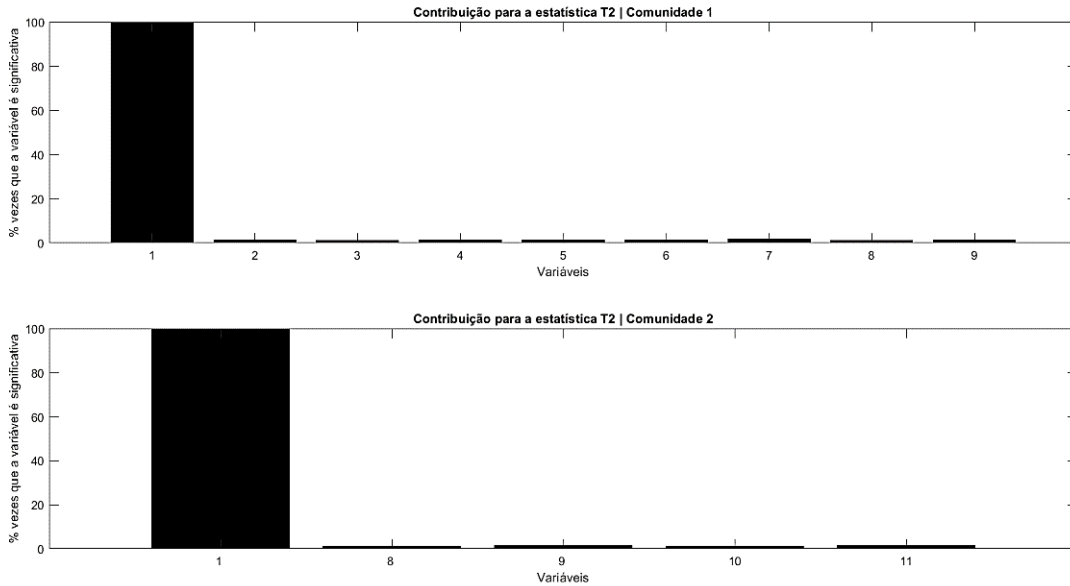 Contribuição para a estatística T2 | Comunidade 1
% vezes que a variável é significativa
100
80
60
40
20
0
1 2 3 4 5 6 7 8 9
Variáveis
Contribuição para a estatística T2 | Comunidade 2
% vezes que a variável é significativa
100
80
60
40
20
0
1 8 9 10 11
Variáveis